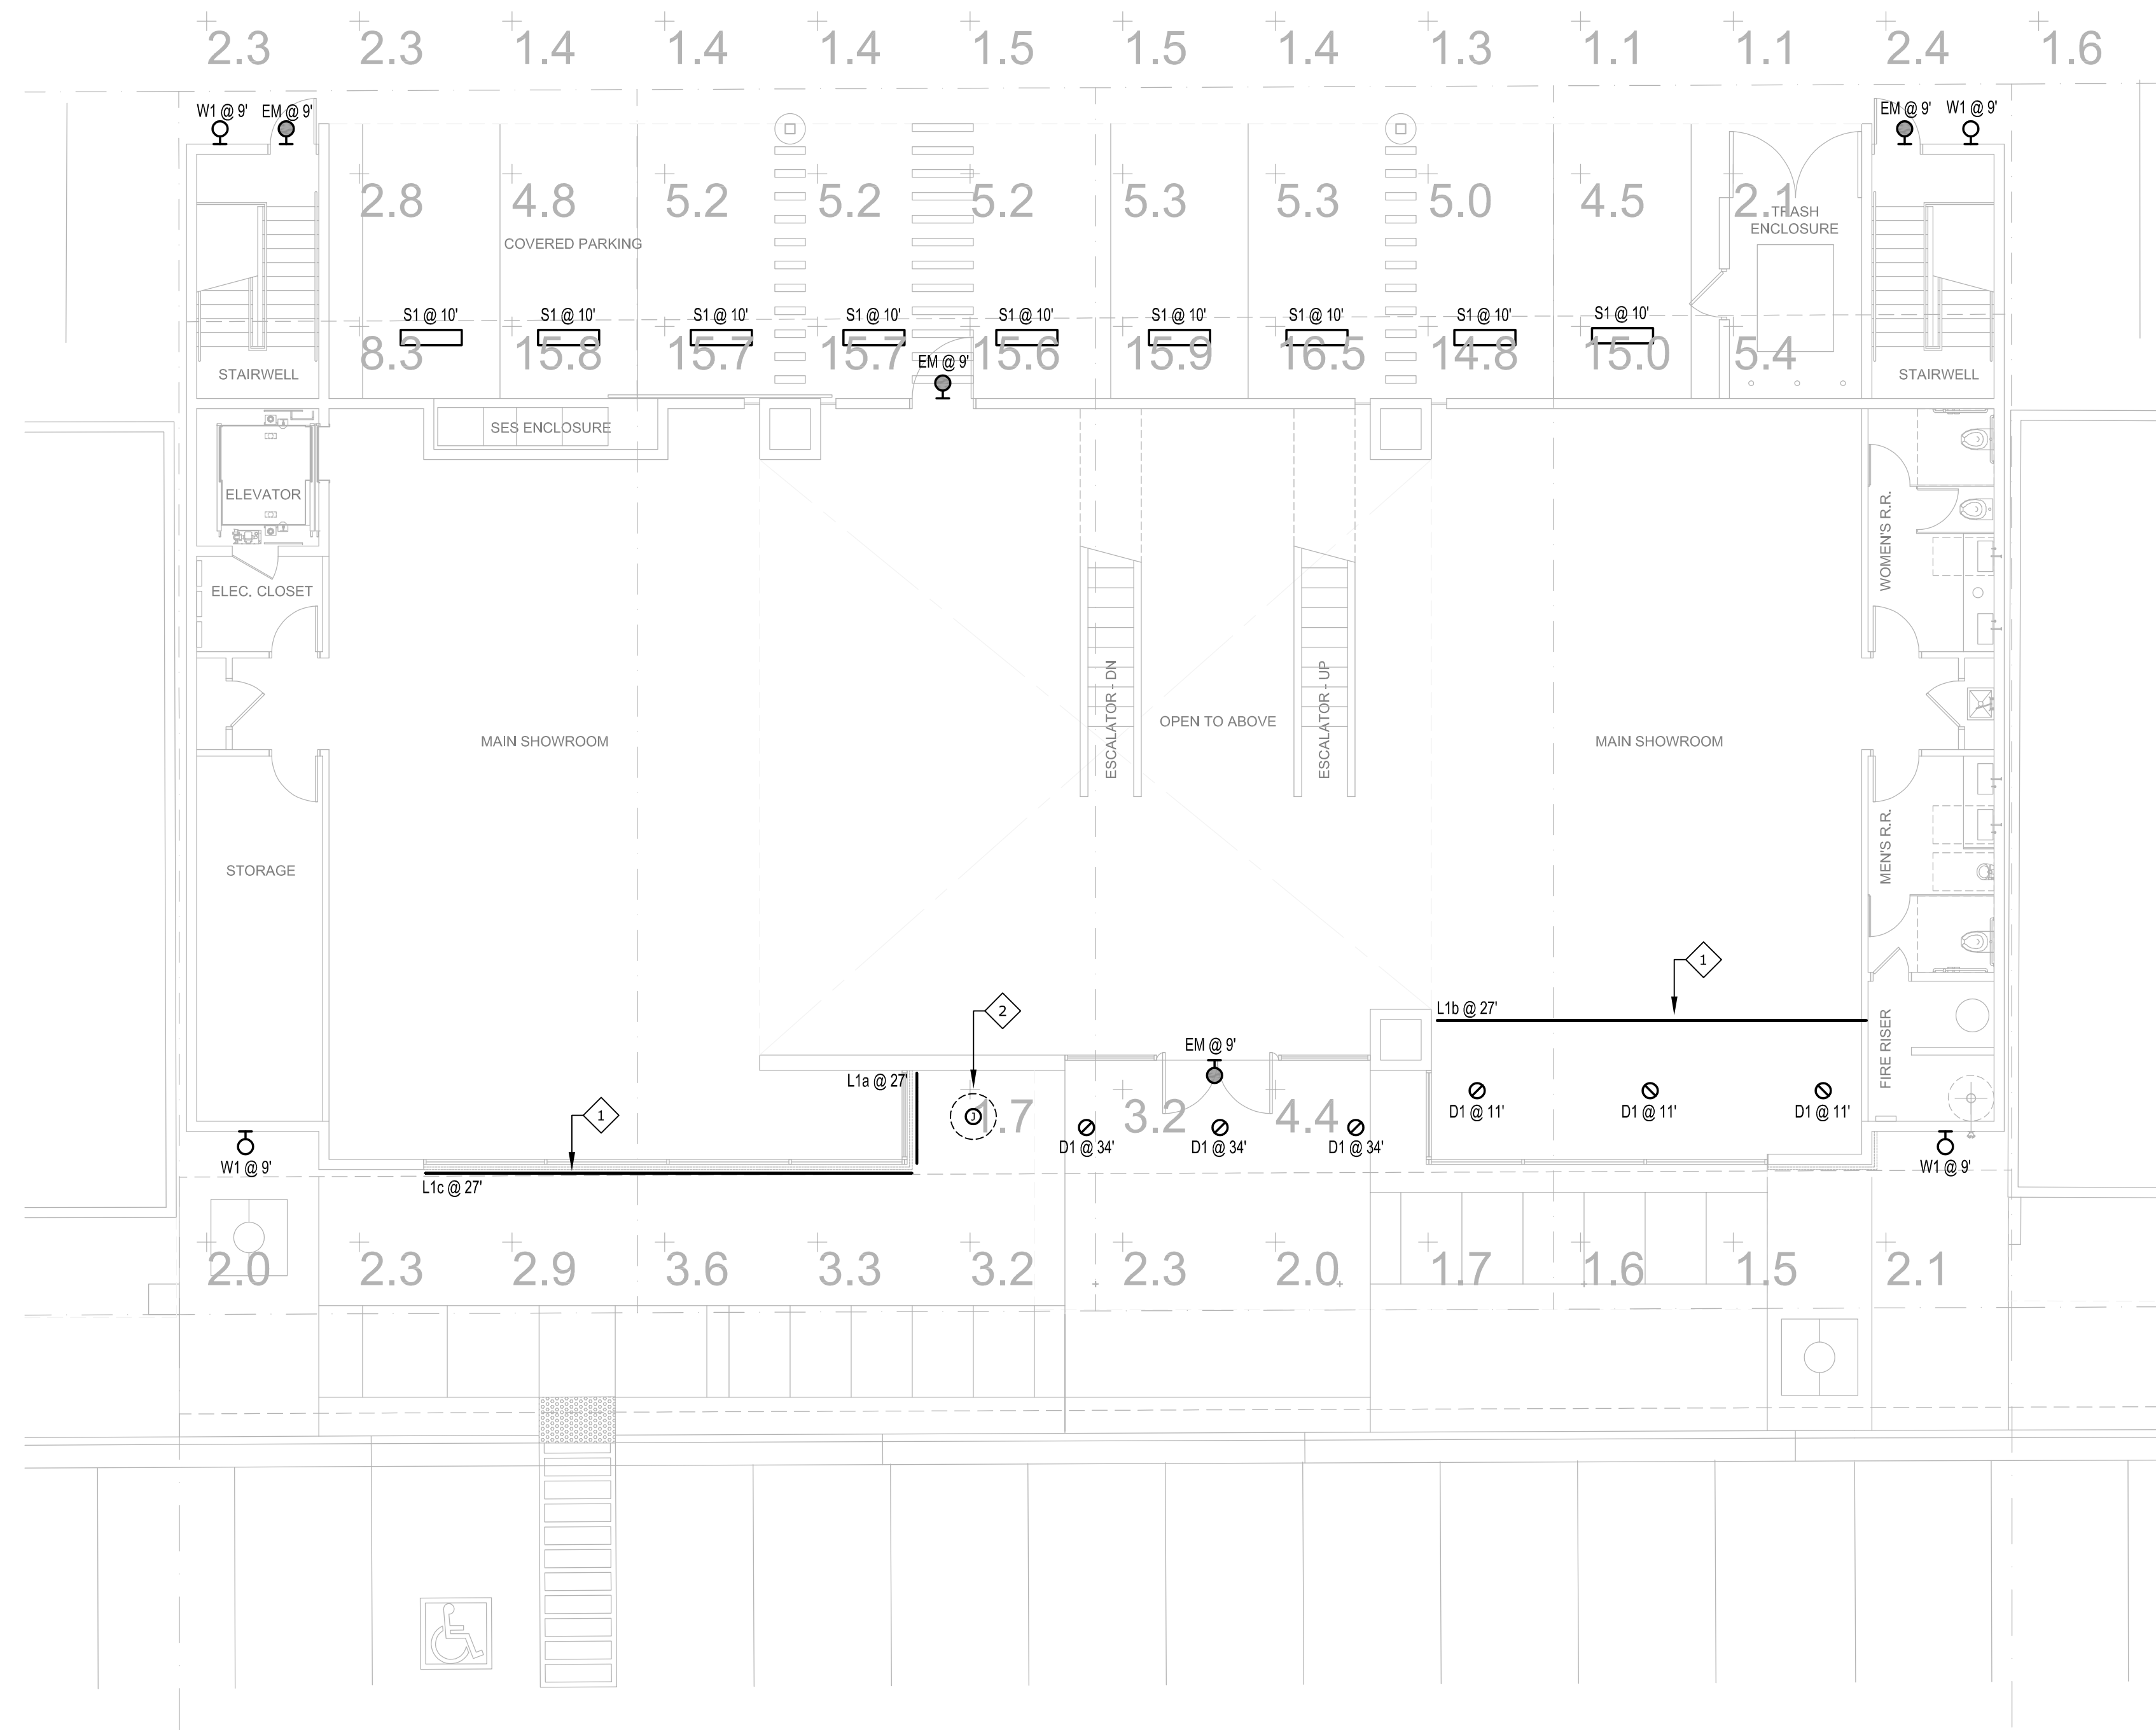 2.3 2.3 1.4 1.4 1.4 1.5 1.5 1.4 1.3 1.1 1.1 2.4 1.6
W1 @ 9' EM @ 9' EM @ 9' W1 @ 9'
2.8 4.8 5.2 5.2 5.2 5.3 5.3 5.0 4.5 2.1
TRASH
ENCLOSURE
COVERED PARKING
S1 @ 10' S1 @ 10' S1 @ 10' S1 @ 10' S1 @ 10' S1 @ 10' S1 @ 10' S1 @ 10' S1 @ 10'
8.3 15.8 15.7 15.7 15.6 15.9 16.5 14.8 15.0 5.4
EM @ 9'
STAIRWELL STAIRWELL
SES ENCLOSURE
ELEVATOR
WOMEN'S R.R.
ELEC. CLOSET
ESCALATOR - DN
ESCALATOR - UP
OPEN TO ABOVE
MAIN SHOWROOM MAIN SHOWROOM
MEN'S R.R.
STORAGE
1
2
L1b @ 27'
FIRE RISER
EM @ 9'
L1a @ 27'
1
J
1.7 3.2 4.4
D1 @ 11' D1 @ 11' D1 @ 11'
D1 @ 34' D1 @ 34' D1 @ 34'
W1 @ 9' W1 @ 9'
L1c @ 27'
2.0 2.3 2.9 3.6 3.3 3.2 2.3 2.0 1.7 1.6 1.5 2.1